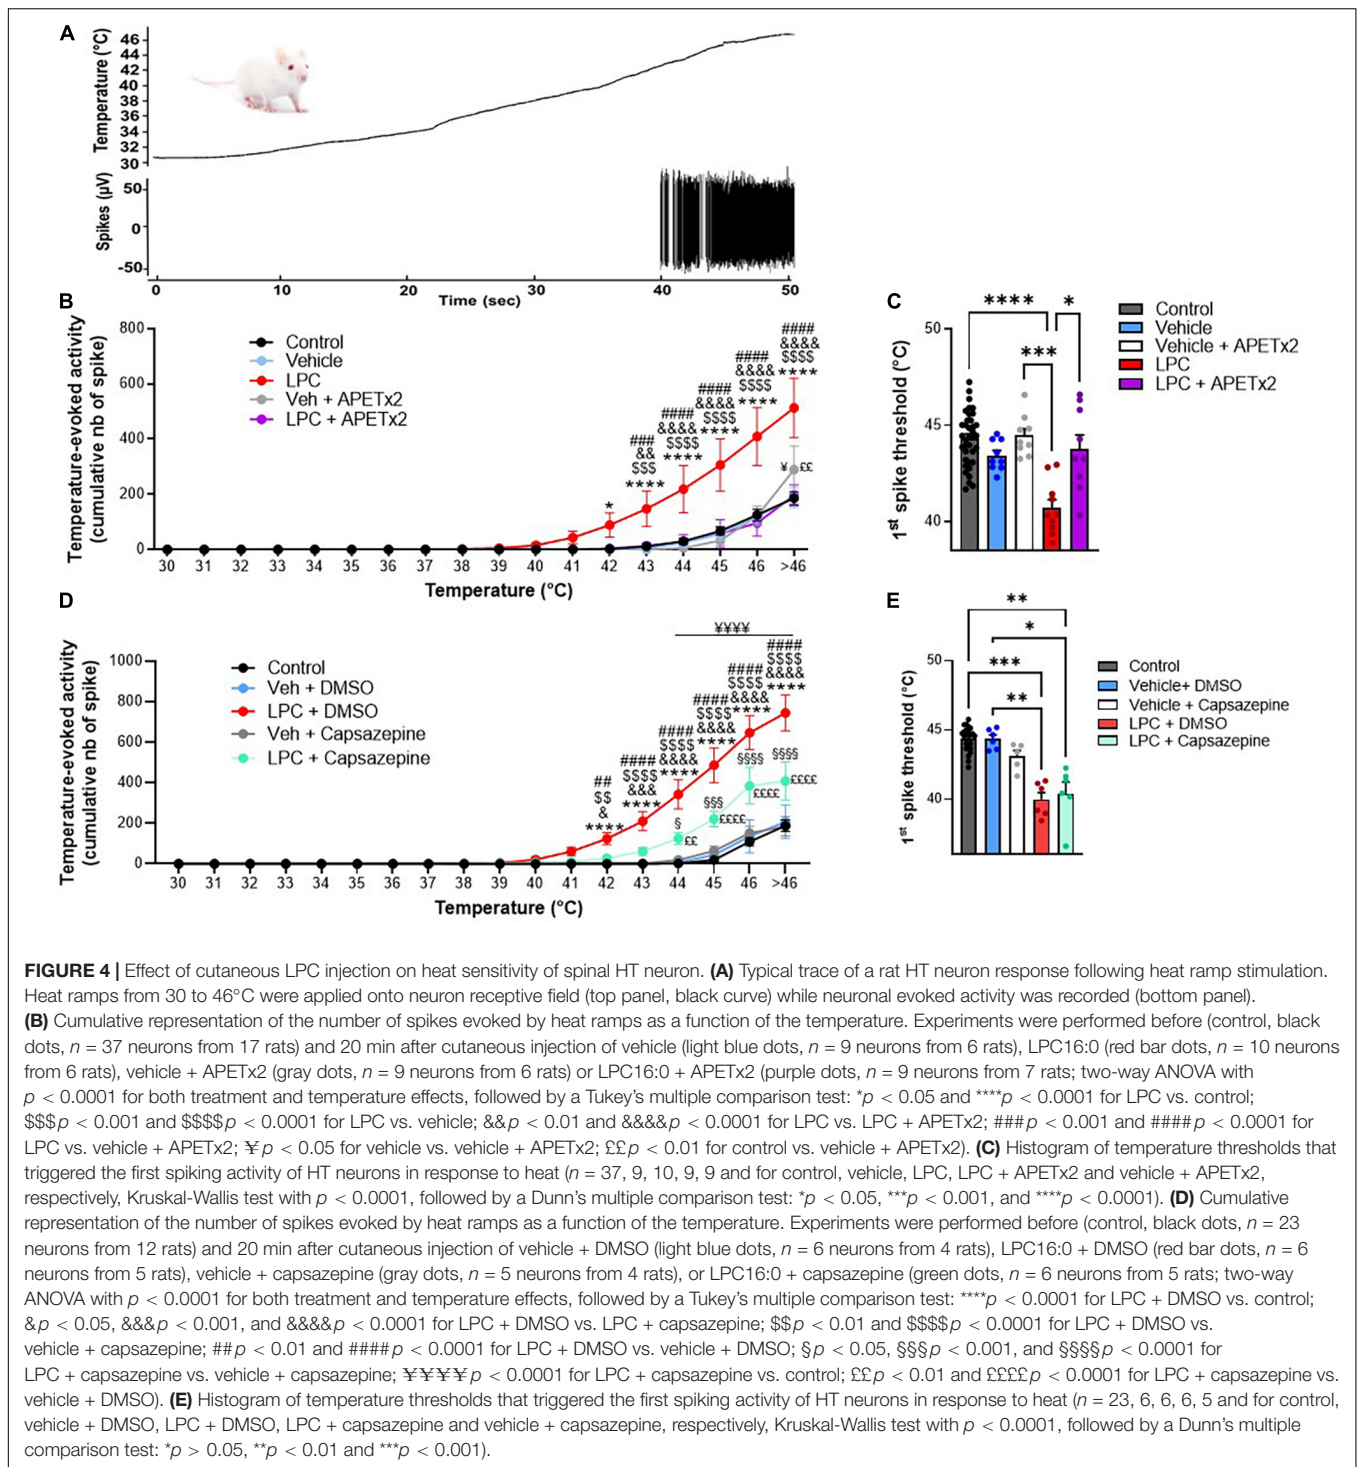 A
Temperature (°C)
46
44
42
40
38
36
34
32
30
Spikes (µV)
50
0
-50
0 10 20 30 40 50
Time (sec)
B
Temperature-evoked activity
(cumulative nb of spike)
800
600
400
200
0
Control
Vehicle
LPC
Veh + APETx2
LPC + APETx2
*
###
&&
$$$
****
####
&&&&
$$$$
****
####
&&&&
$$$$
****
####
&&&&
$$$$
****
####
&&&&
$$$$
****
¥ ££
30 31 32 33 34 35 36 37 38 39 40 41 42 43 44 45 46 >46
Temperature (°C)
C
1st spike threshold (°C)
50
45
40
**** *
***
Control
Vehicle
Vehicle + APETx2
LPC
LPC + APETx2
D
Temperature-evoked activity
(cumulative nb of spike)
1000
800
600
400
200
0
Control
Veh + DMSO
LPC + DMSO
Veh + Capsazepine
LPC + Capsazepine
¥¥¥¥
##
$$
&
****
####
$$$$
&&&
****
####
$$$$
&&&&
****
####
$$$$
&&&&
****
####
$$$$
&&&&
****
####
$$$$
&&&&
****
§
££
§§§
££££
§§§§
££££
§§§§
££££
30 31 32 33 34 35 36 37 38 39 40 41 42 43 44 45 46 >46
Temperature (°C)
E
1st spike threshold (°C)
50
45
40
**
*
***
**
Control
Vehicle+ DMSO
Vehicle + Capsazepine
LPC + DMSO
LPC + Capsazepine
FIGURE 4 | Effect of cutaneous LPC injection on heat sensitivity of spinal HT neuron. (A) Typical trace of a rat HT neuron response following heat ramp stimulation.
Heat ramps from 30 to 46°C were applied onto neuron receptive field (top panel, black curve) while neuronal evoked activity was recorded (bottom panel).
(B) Cumulative representation of the number of spikes evoked by heat ramps as a function of the temperature. Experiments were performed before (control, black
dots, n = 37 neurons from 17 rats) and 20 min after cutaneous injection of vehicle (light blue dots, n = 9 neurons from 6 rats), LPC16:0 (red bar dots, n = 10 neurons
from 6 rats), vehicle + APETx2 (gray dots, n = 9 neurons from 6 rats) or LPC16:0 + APETx2 (purple dots, n = 9 neurons from 7 rats; two-way ANOVA with
p < 0.0001 for both treatment and temperature effects, followed by a Tukey's multiple comparison test: *p < 0.05 and ****p < 0.0001 for LPC vs. control;
$$$p < 0.001 and $$$$p < 0.0001 for LPC vs. vehicle; &&p < 0.01 and &&&&p < 0.0001 for LPC vs. LPC + APETx2; ###p < 0.001 and ####p < 0.0001 for
LPC vs. vehicle + APETx2; ¥p < 0.05 for vehicle vs. vehicle + APETx2; ££p < 0.01 for control vs. vehicle + APETx2). (C) Histogram of temperature thresholds that
triggered the first spiking activity of HT neurons in response to heat (n = 37, 9, 10, 9, 9 and for control, vehicle, LPC, LPC + APETx2 and vehicle + APETx2,
respectively, Kruskal-Wallis test with p < 0.0001, followed by a Dunn's multiple comparison test: *p < 0.05, ***p < 0.001, and ****p < 0.0001). (D) Cumulative
representation of the number of spikes evoked by heat ramps as a function of the temperature. Experiments were performed before (control, black dots, n = 23
neurons from 12 rats) and 20 min after cutaneous injection of vehicle + DMSO (light blue dots, n = 6 neurons from 4 rats), LPC16:0 + DMSO (red bar dots, n = 6
neurons from 5 rats), vehicle + capsazepine (gray dots, n = 5 neurons from 4 rats), or LPC16:0 + capsazepine (green dots, n = 6 neurons from 5 rats; two-way
ANOVA with p < 0.0001 for both treatment and temperature effects, followed by a Tukey's multiple comparison test: ****p < 0.0001 for LPC + DMSO vs. control;
&p < 0.05, &&&p < 0.001, and &&&&p < 0.0001 for LPC + DMSO vs. LPC + capsazepine; $$p < 0.01 and $$$$p < 0.0001 for LPC + DMSO vs.
vehicle + capsazepine; ##p < 0.01 and ####p < 0.0001 for LPC + DMSO vs. vehicle + DMSO; §p < 0.05, §§§p < 0.001, and §§§§p < 0.0001 for
LPC + capsazepine vs. vehicle + capsazepine; ¥¥¥¥p < 0.0001 for LPC + capsazepine vs. control; ££p < 0.01 and ££££p < 0.0001 for LPC + capsazepine vs.
vehicle + DMSO). (E) Histogram of temperature thresholds that triggered the first spiking activity of HT neurons in response to heat (n = 23, 6, 6, 6, 5 and for control,
vehicle + DMSO, LPC + DMSO, LPC + capsazepine and vehicle + capsazepine, respectively, Kruskal-Wallis test with p < 0.0001, followed by a Dunn's multiple
comparison test: *p > 0.05, **p < 0.01 and ***p < 0.001).